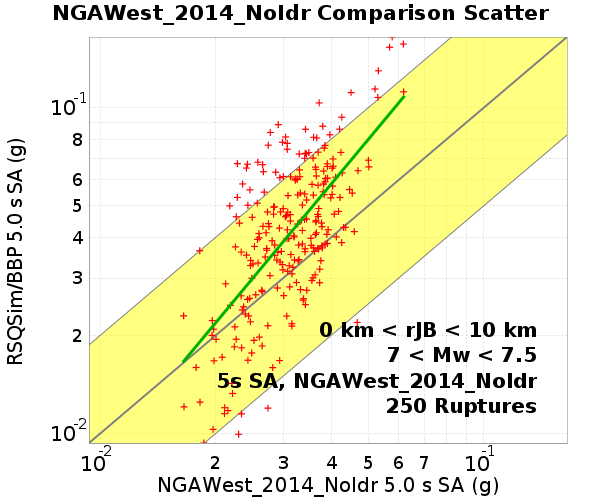 NGAWest_2014_NoIdr Comparison Scatter
RSQSim/BBP 5.0 s SA (g)
10-1
8
6
5
4
3
2
10-2
0 km < rJB < 10 km
7 < Mw < 7.5
5s SA, NGAWest_2014_NoIdr
250 Ruptures
10-2 2 3 4 5 6 7 10-1
NGAWest_2014_NoIdr 5.0 s SA (g)